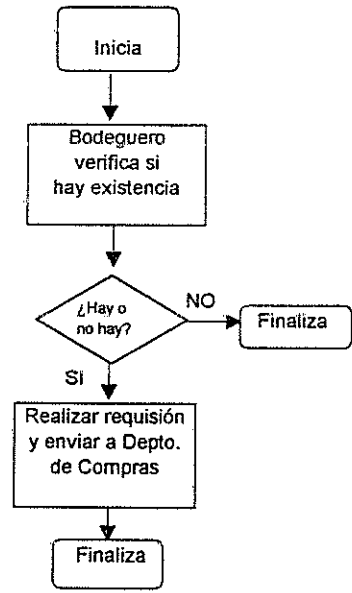 Inicia
Bodeguero
verifica si
hay existencia
¿Hay o
no hay?
NO
Finaliza
SI
Realizar requisión
y enviar a Depto.
de Compras
Finaliza